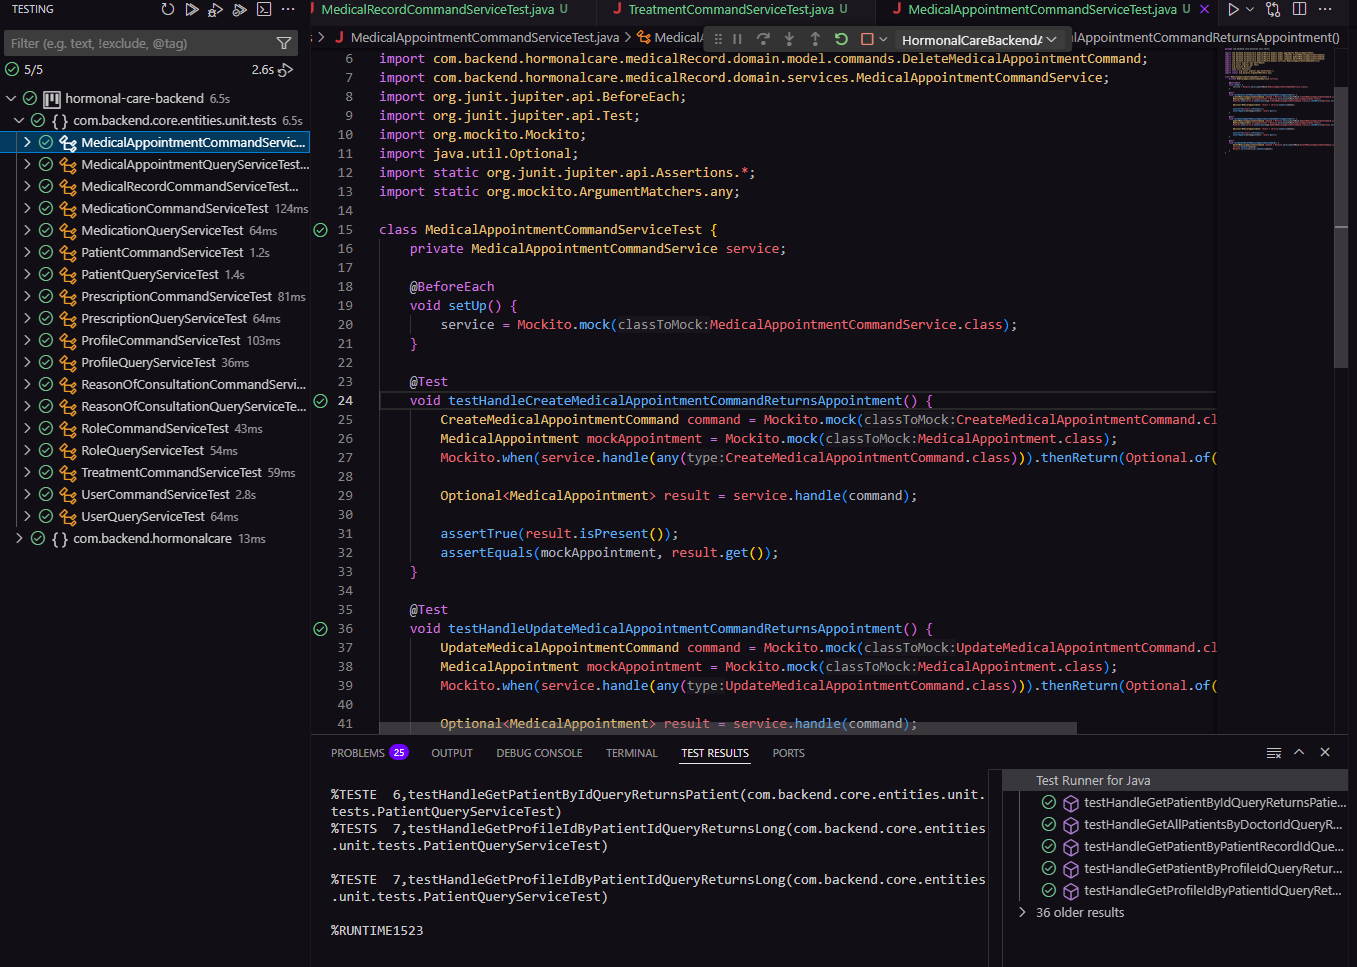 TESTING
Filter (e.g. text, !exclude, @tag)
5/5
2.6s
hormonal-care-backend 6.5s
{ } com.backend.core.entities.unit.tests 6.5s
MedicalAppointmentCommandServic...
MedicalAppointmentQueryServiceTest...
MedicalRecordCommandServiceTest...
MedicationCommandServiceTest 124ms
MedicationQueryServiceTest 64ms
PatientCommandServiceTest 1.2s
PatientQueryServiceTest 1.4s
PrescriptionCommandServiceTest 81ms
PrescriptionQueryServiceTest 64ms
ProfileCommandServiceTest 103ms
ProfileQueryServiceTest 36ms
ReasonOfConsultationCommandServi...
ReasonOfConsultationQueryServiceTe...
RoleCommandServiceTest 43ms
RoleQueryServiceTest 54ms
TreatmentCommandServiceTest 59ms
UserCommandServiceTest 2.8s
UserQueryServiceTest 64ms
{ } com.backend.hormonalcare 13ms
MedicalRecordCommandServiceTest.java U
J TreatmentCommandServiceTest.java U
J MedicalAppointmentCommandServiceTest.java U
J MedicalAppointmentCommandServiceTest.java > MedicalA
HormonalCareBackendA
alAppointmentCommandReturnsAppointment()
6 import com.backend.hormonalcare.medicalRecord.domain.model.commands.DeleteMedicalAppointmentCommand;
7 import com.backend.hormonalcare.medicalRecord.domain.services.MedicalAppointmentCommandService;
8 import org.junit.jupiter.api.BeforeEach;
9 import org.junit.jupiter.api.Test;
10 import org.mockito.Mockito;
11 import java.util.Optional;
12 import static org.junit.jupiter.api.Assertions.*;
13 import static org.mockito.ArgumentMatchers.any;
14
15 class MedicalAppointmentCommandServiceTest {
16 private MedicalAppointmentCommandService service;
17
18 @BeforeEach
19 void setUp() {
20 service = Mockito.mock(classToMock:MedicalAppointmentCommandService.class);
21 }
22
23 @Test
24 void testHandleCreateMedicalAppointmentCommandReturnsAppointment() {
25 CreateMedicalAppointmentCommand command = Mockito.mock(classToMock:CreateMedicalAppointmentCommand.cl
26 MedicalAppointment mockAppointment = Mockito.mock(classToMock:MedicalAppointment.class);
27 Mockito.when(service.handle(any(type:CreateMedicalAppointmentCommand.class))).thenReturn(Optional.of(
28
29 Optional<MedicalAppointment> result = service.handle(command);
30
31 assertTrue(result.isPresent());
32 assertEquals(mockAppointment, result.get());
33 }
34
35 @Test
36 void testHandleUpdateMedicalAppointmentCommandReturnsAppointment() {
37 UpdateMedicalAppointmentCommand command = Mockito.mock(classToMock:UpdateMedicalAppointmentCommand.cl
38 MedicalAppointment mockAppointment = Mockito.mock(classToMock:MedicalAppointment.class);
39 Mockito.when(service.handle(any(type:UpdateMedicalAppointmentCommand.class))).thenReturn(Optional.of(
40
41 Optional<MedicalAppointment> result = service.handle(command);
PROBLEMS 25 OUTPUT DEBUG CONSOLE TERMINAL TEST RESULTS PORTS
%TESTE 6,testHandleGetPatientByIdQueryReturnsPatient(com.backend.core.entities.unit.
tests.PatientQueryServiceTest)
%TESTS 7,testHandleGetProfileIdByPatientIdQueryReturnsLong(com.backend.core.entities
.unit.tests.PatientQueryServiceTest)
%TESTE 7,testHandleGetProfileIdByPatientIdQueryReturnsLong(com.backend.core.entities
.unit.tests.PatientQueryServiceTest)
%RUNTIME1523
Test Runner for Java
testHandleGetPatientByIdQueryReturnsPatie...
testHandleGetAllPatientsByDoctorIdQueryR...
testHandleGetPatientByPatientRecordIdQue...
testHandleGetPatientByProfileIdQueryRetur...
testHandleGetProfileIdByPatientIdQueryRet...
36 older results